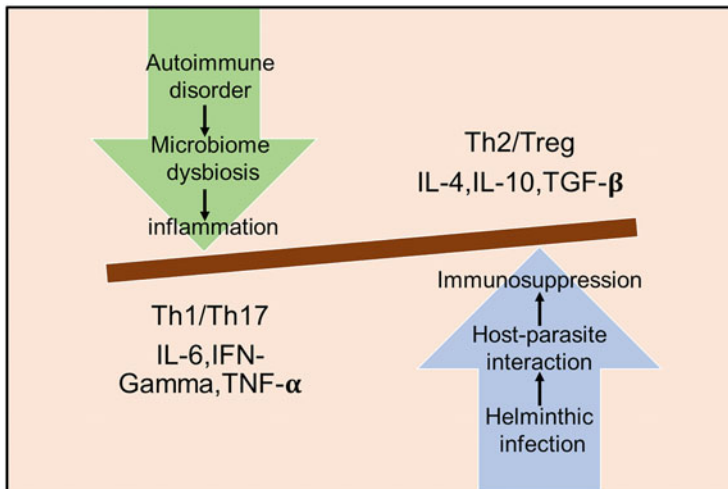 Autoimmune
disorder
Microbiome
dysbiosis
inflammation
Th2/Treg
IL-4,IL-10,TGF-β
Th1/Th17
IL-6,IFN-
Gamma,TNF-α
Immunosuppression
Host-parasite
interaction
Helminthic
infection